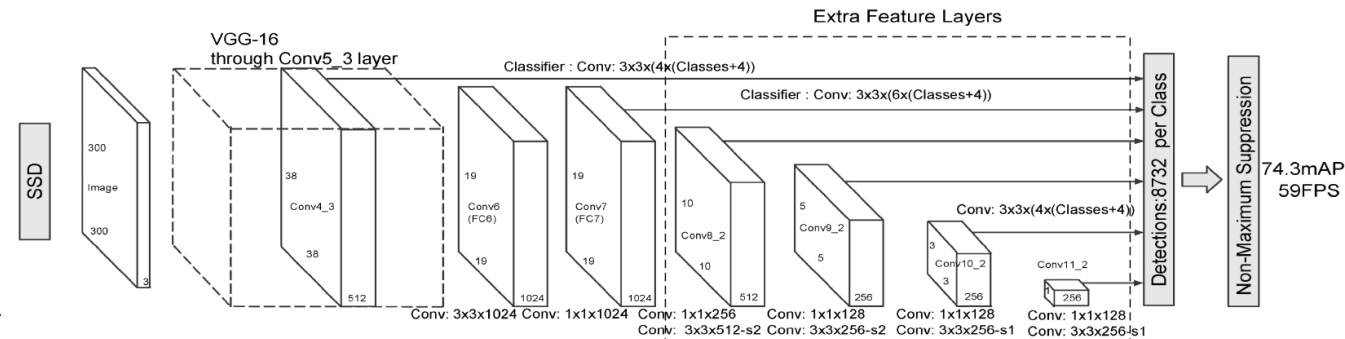 Extra Feature Layers
VGG-16
through Conv5_3 layer
Classifier : Conv: 3x3x(4x(Classes+4))
Classifier : Conv: 3x3x(6x(Classes+4))
SSD
300
Image
300
3
38
Conv4_3
38
512
19
Conv6
(FC6)
19
1024
19
Conv7
(FC7)
19
1024
10
Conv8_2
10
512
5
Conv9_2
5
256
Conv: 3x3x(4x(Classes+4))
3
Conv10_2
3
256
Conv11_2
1
256
Conv: 3x3x1024
Conv: 1x1x1024
Conv: 1x1x256
Conv: 3x3x512-s2
Conv: 1x1x128
Conv: 3x3x256-s2
Conv: 1x1x128
Conv: 3x3x256-s1
Conv: 1x1x128
Conv: 3x3x256-s1
Detections:8732 per Class
Non-Maximum Suppression
74.3mAP
59FPS